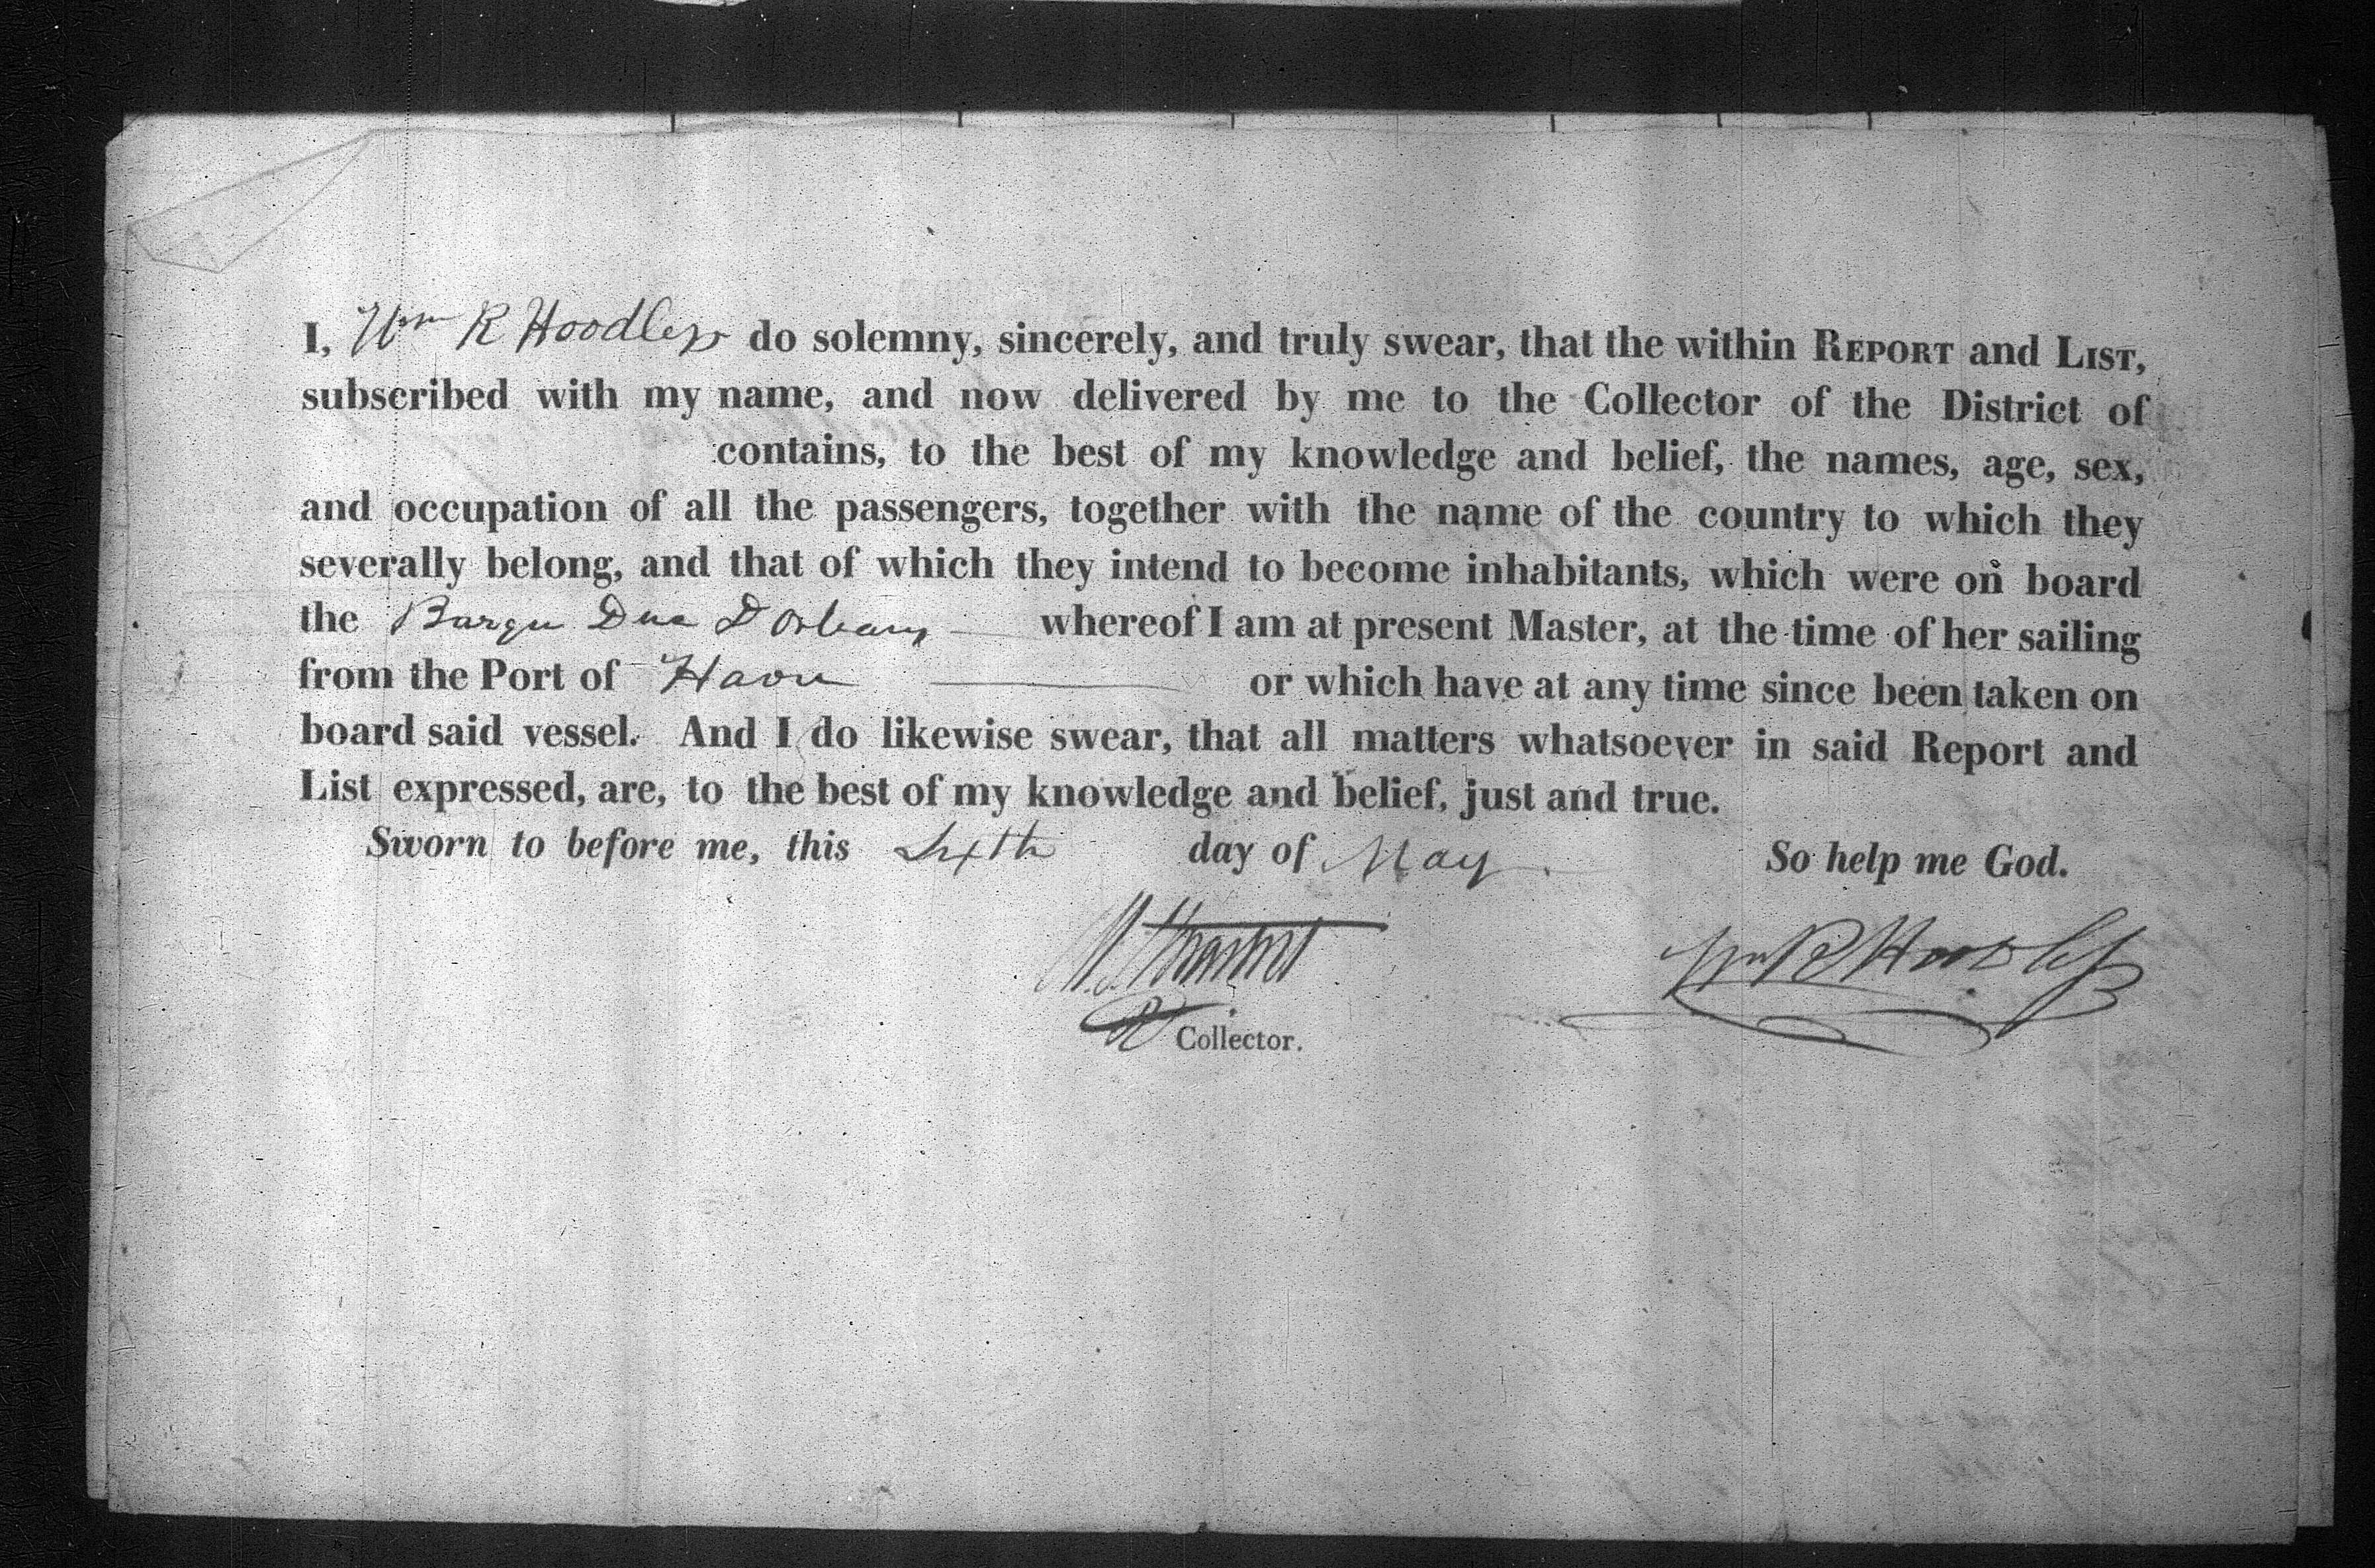 I, Wm R Hoodless do solemny, sincerely, and truly swear, that the within REPORT and LIST,
subscribed with my name, and now delivered by me to the Collector of the District of
contains, to the best of my knowledge and belief, the names, age, sex,
and occupation of all the passengers, together with the name of the country to which they
severally belong, and that of which they intend to become inhabitants, which were on board
the Barque Duc D Orleans whereof I am at present Master, at the time of her sailing
from the Port of Havre or which have at any time since been taken on
board said vessel. And I do likewise swear, that all matters whatsoever in said Report and
List expressed, are, to the best of my knowledge and belief, just and true.
Sworn to before me, this Sixth day of May. So help me God.
Wm R Hoodless
Collector.